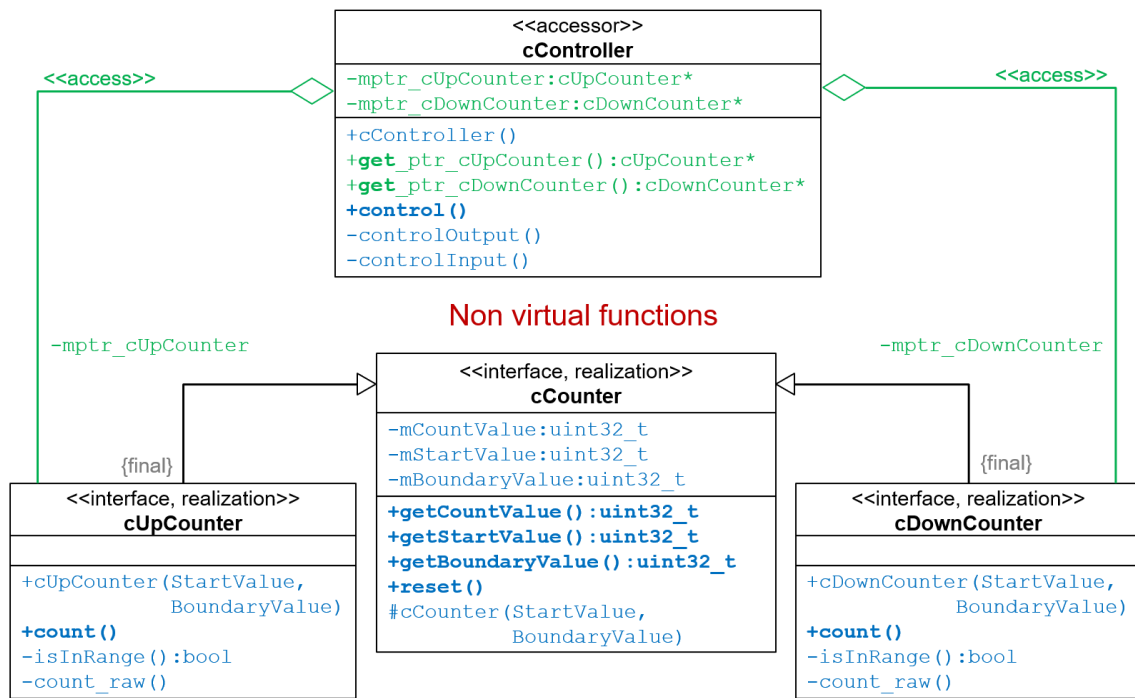 <<accessor>>
cController
<<access>>
<<access>>
-mptr_cUpCounter:cUpCounter*
-mptr_cDownCounter:cDownCounter*
+cController()
+get_ptr_cUpCounter():cUpCounter*
+get_ptr_cDownCounter():cDownCounter*
+control()
-controlOutput()
-controlInput()
Non virtual functions
-mptr_cUpCounter
-mptr_cDownCounter
<<interface, realization>>
cCounter
-mCountValue:uint32_t
-mStartValue:uint32_t
-mBoundaryValue:uint32_t
+getCountValue():uint32_t
+getStartValue():uint32_t
+getBoundaryValue():uint32_t
+reset()
#cCounter(StartValue,
BoundaryValue)
{final}
<<interface, realization>>
cUpCounter
+cUpCounter(StartValue,
BoundaryValue)
+count()
-isInRange():bool
-count_raw()
{final}
<<interface, realization>>
cDownCounter
+cDownCounter(StartValue,
BoundaryValue)
+count()
-isInRange():bool
-count_raw()